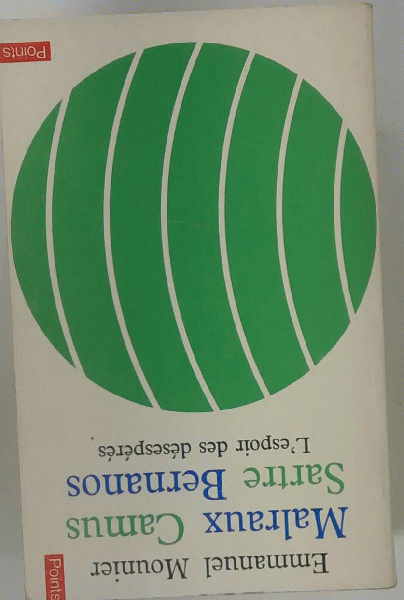 Points
Emmanuel Mounier
Malraux Camus
Sartre Bernanos
L'espoir des désespérés
Points